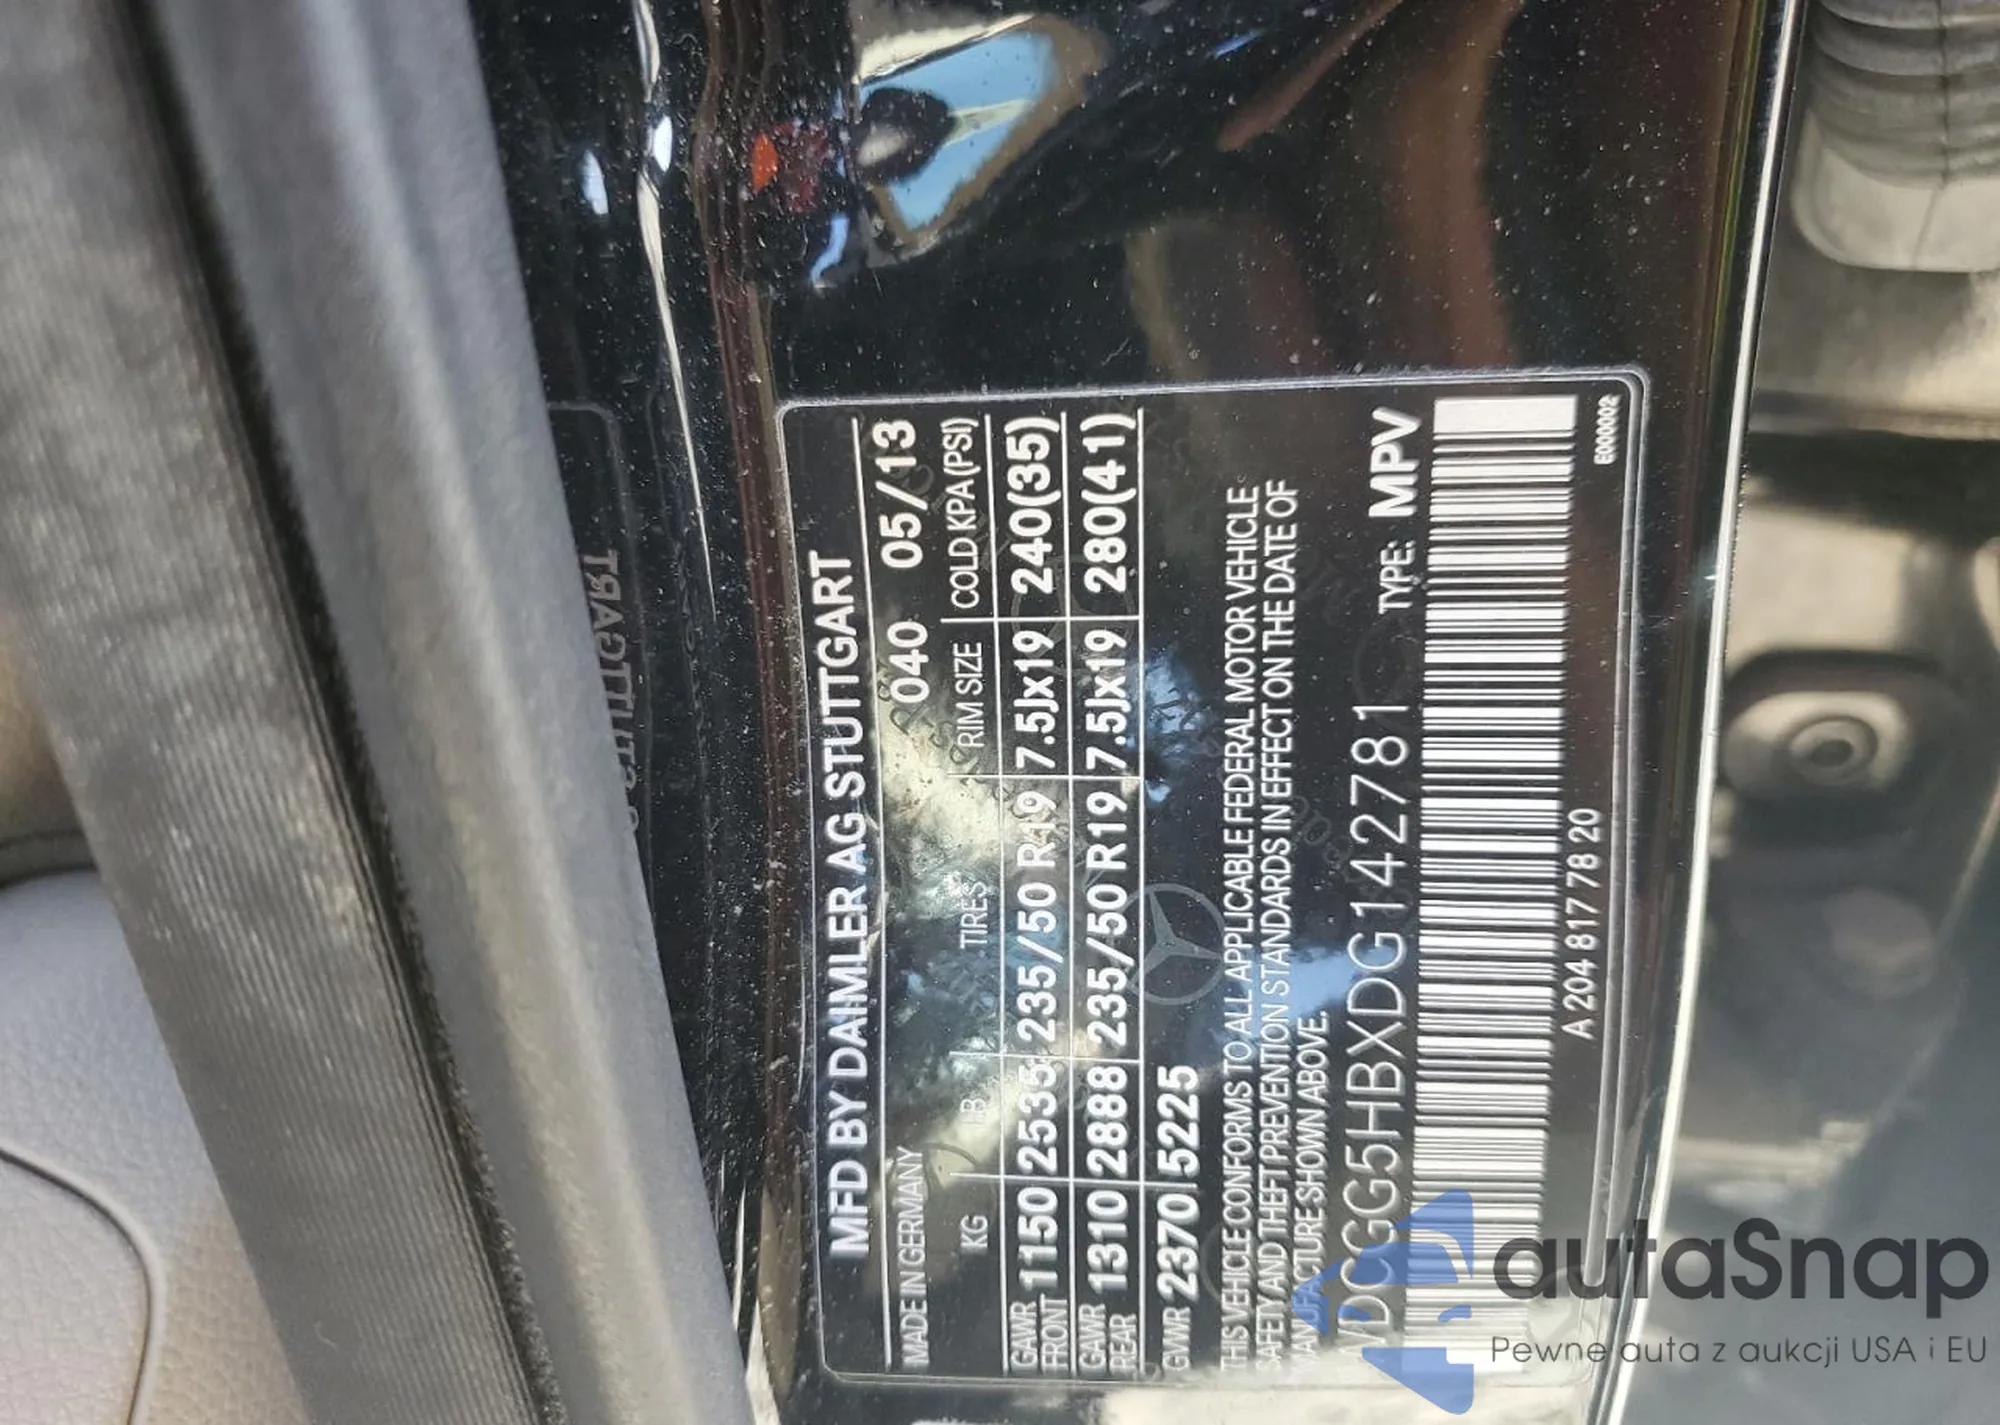 MFD BY DAIMLER AG STUTTGART
MADE IN GERMANY 040 05/13
KG LB TIRES RIM SIZE COLD KPA (PSI)
GAWR FRONT 1150 2535 235/50 R19 7.5Jx19 240(35)
GAWR REAR 1310 2888 235/50 R19 7.5Jx19 280(41)
GVWR 2370 5225
THIS VEHICLE CONFORMS TO ALL APPLICABLE FEDERAL MOTOR VEHICLE
SAFETY AND THEFT PREVENTION STANDARDS IN EFFECT ON THE DATE OF
MANUFACTURE SHOWN ABOVE.
WDCGG5HBXDG142781 TYPE: MPV
A 204 817 78 20
E000002
autaSnap
Pewne auta z aukcji USA i EU